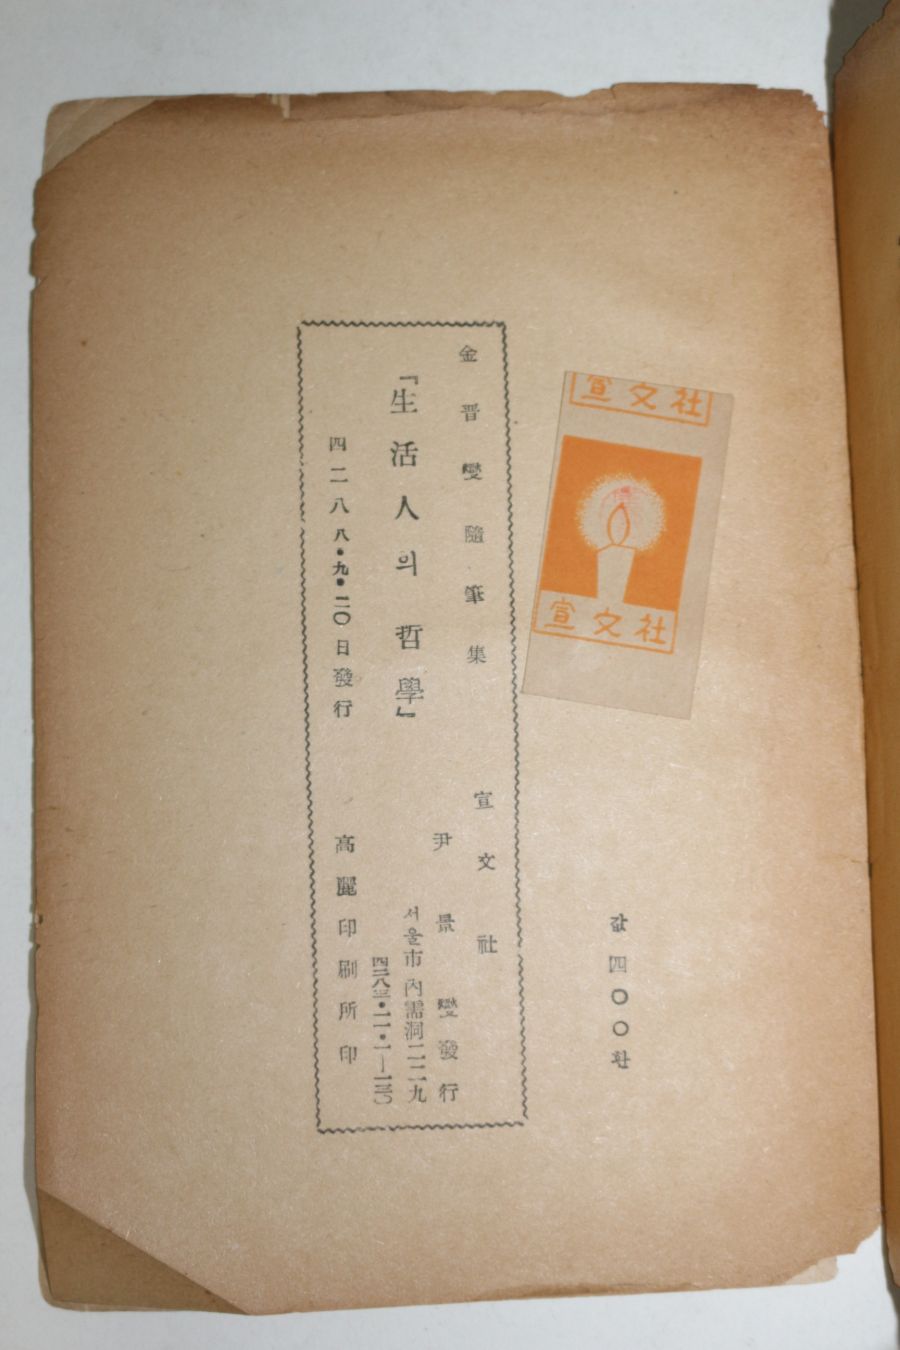 宣文社
宣文社
값 四〇〇환
金晋燮隨筆集
宣文社
『生活人의 哲學』
尹景燮發行
서울市內需洞二二九
四二八八•九•二〇日發行
高麗印刷所印